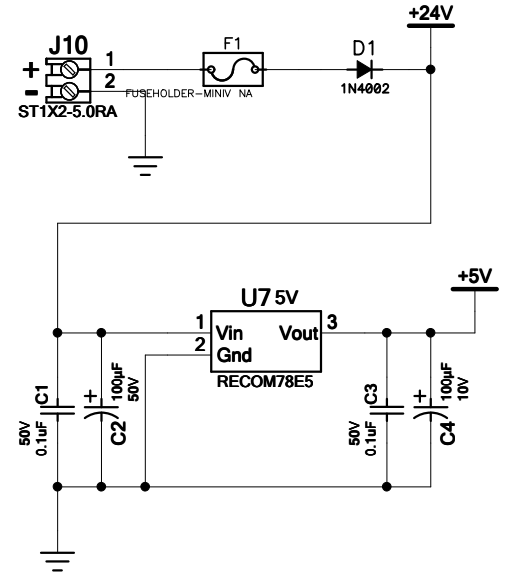 +24V
J10
F1
D1
+ 1
- 2
FUSEHOLDER-MINIV NA
1N4002
ST1X2-5.0RA
+5V
U7 5V
1 Vin Vout 3
2 Gnd
RECOM78E5
C1
50V
0.1uF
+
100µF
50V
C2
C3
50V
0.1uF
+
100µF
10V
C4